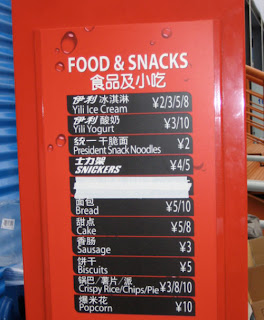 FOOD & SNACKS
食品及小吃
伊利 冰淇淋 ¥2/3/5/8
Yili Ice Cream
伊利 酸奶 ¥3/10
Yili Yogurt
统一 干脆面 ¥2
President Snack Noodles
士力架 ¥4/5
SNICKERS
面包 ¥5/10
Bread
甜点 ¥5/8
Cake
香肠 ¥3
Sausage
饼干 ¥5
Biscuits
锅巴/薯片/派 ¥3/8/10
Crispy Rice/Chips/Pie
爆米花 ¥10
Popcorn